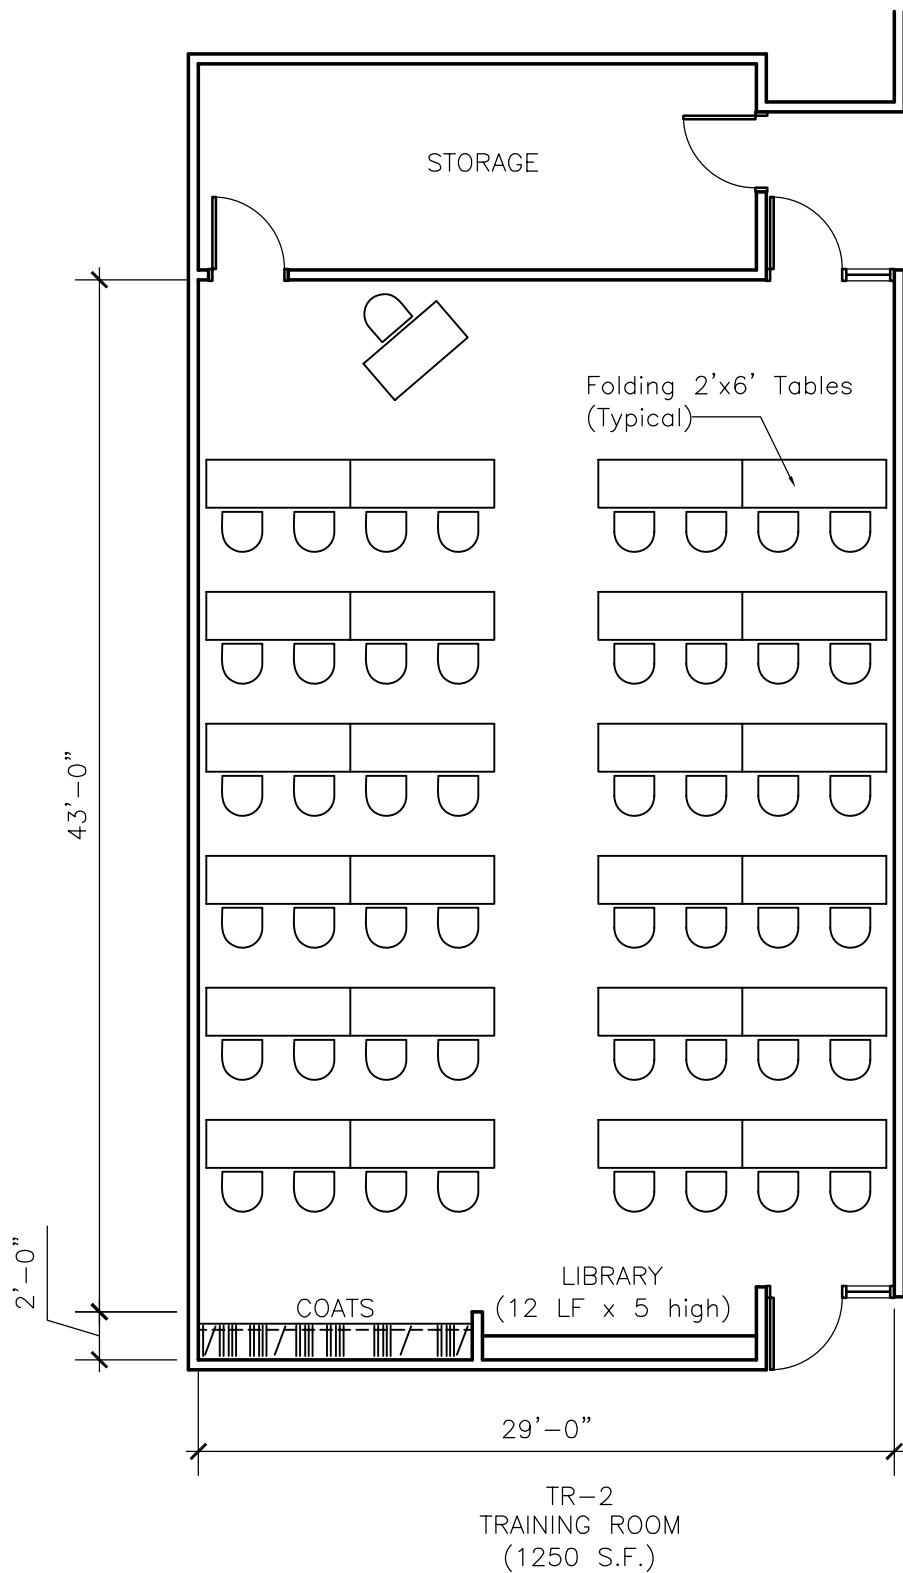 STORAGE
Folding 2'x6' Tables
(Typical)
43'-0"
2'-0"
LIBRARY
(12 LF x 5 high)
COATS
29'-0"
TR-2
TRAINING ROOM
(1250 S.F.)